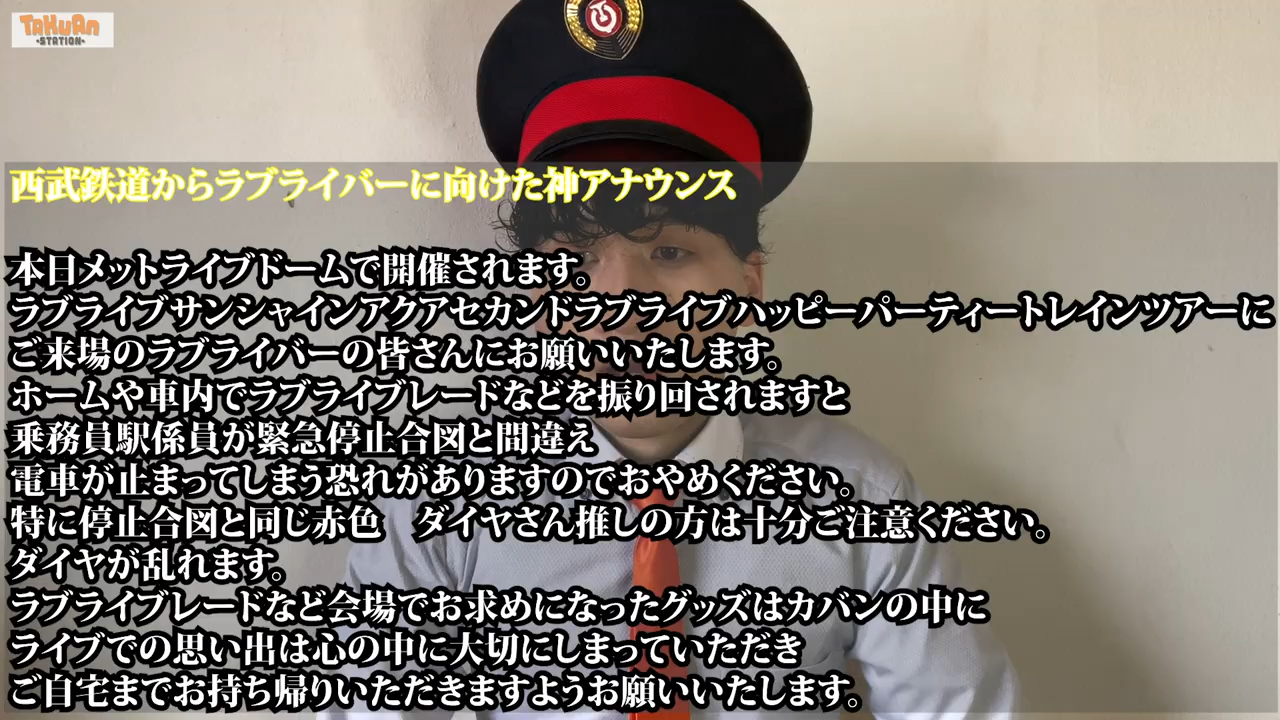 TAKUAN
-STATION-
西武鉄道からラブライバーに向けた神アナウンス
本日メットライブドームで開催されます。
ラブライブサンシャインアクアセカンドラブライブハッピーパーティートレインツアーに
ご来場のラブライバーの皆さんにお願いいたします。
ホームや車内でラブライブレードなどを振り回されますと
乗務員駅係員が緊急停止合図と間違え
電車が止まってしまう恐れがありますのでおやめください。
特に停止合図と同じ赤色　ダイヤさん推しの方は十分ご注意ください。
ダイヤが乱れます。
ラブライブレードなど会場でお求めになったグッズはカバンの中に
ライブでの思い出は心の中に大切にしまっていただき
ご自宅までお持ち帰りいただきますようお願いいたします。